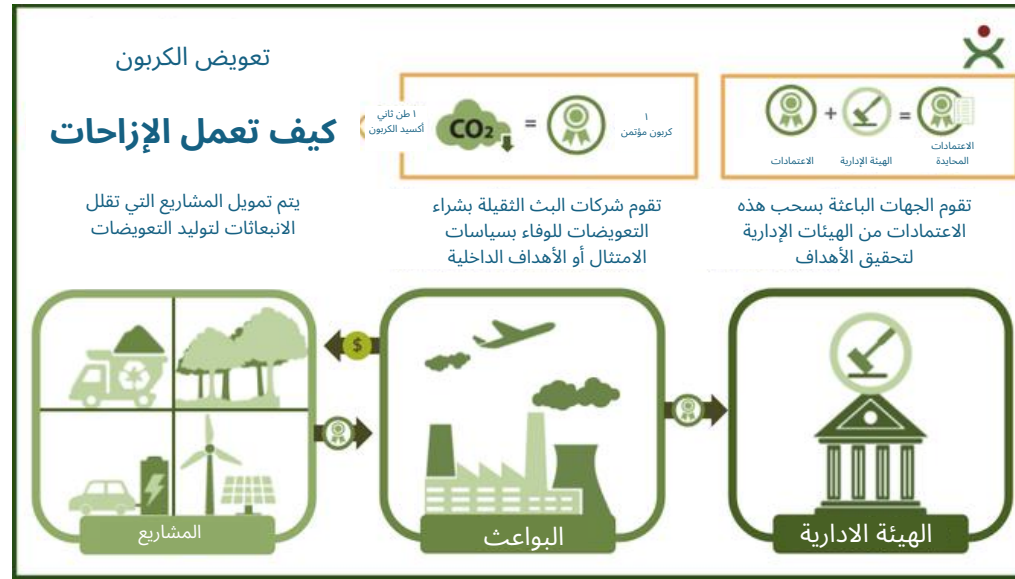 تعويض الكربون
كيف تعمل الإزاحات
يتم تمويل المشاريع التي تقلل
الانبعاثات لتوليد التعويضات
١ طن ثاني
أكسيد الكربون
CO₂
=
١
كربون مؤتمن
تقوم شركات البث الثقيلة بشراء
التعويضات للوفاء بسياسات
الامتثال أو الأهداف الداخلية
+
=
الاعتمادات
الهيئة الإدارية
الاعتمادات
المحايدة
تقوم الجهات الباعثة بسحب هذه
الاعتمادات من الهيئات الإدارية
لتحقيق الأهداف
$
المشاريع
البواعث
الهيئة الادارية